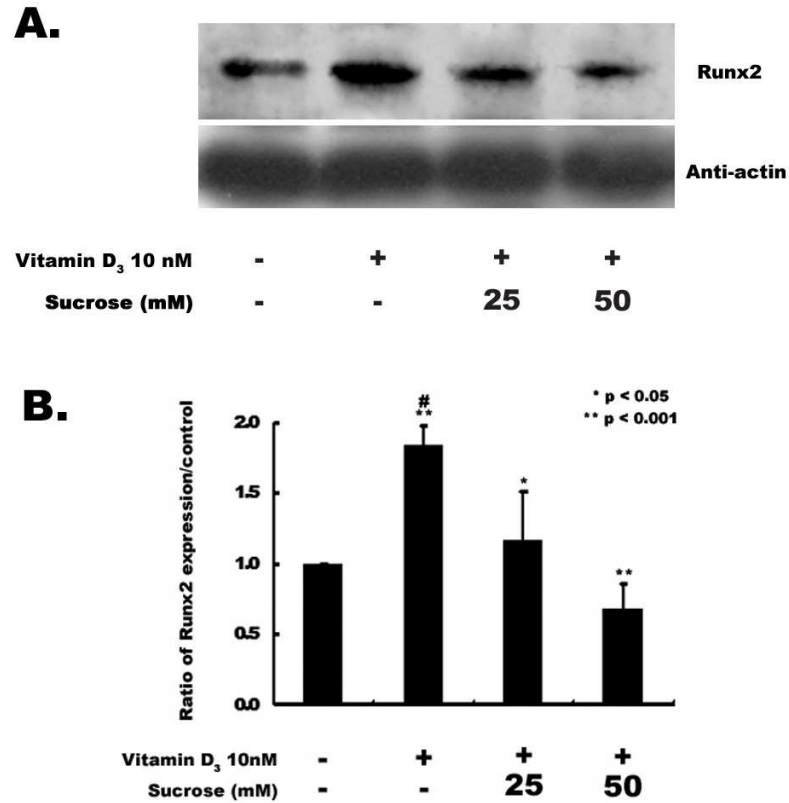 A.
Runx2
Anti-actin
Vitamin D3 10 nM - + + +
Sucrose (mM) - - 25 50
B.
Ratio of Runx2 expression/control
* p < 0.05
** p < 0.001
#
**
*
**
2.0
1.5
1.0
0.5
0.0
Vitamin D3 10nM - + + +
Sucrose (mM) - - 25 50